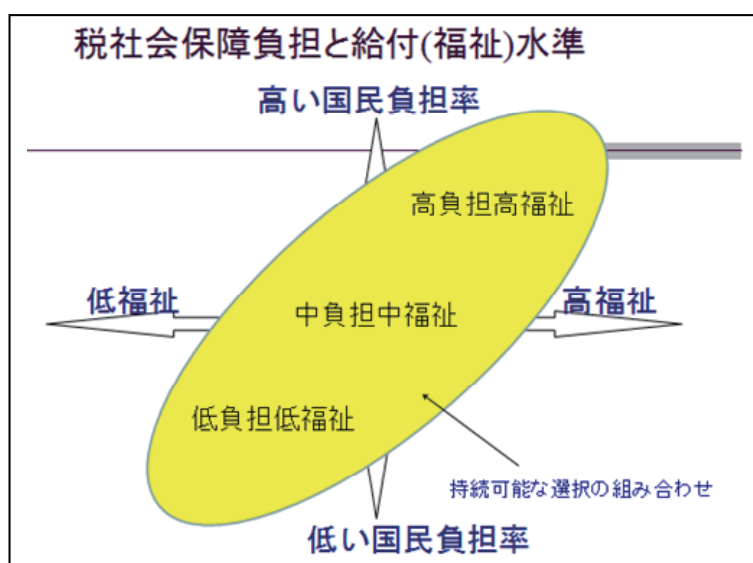 税社会保障負担と給付(福祉)水準
高い国民負担率
高負担高福祉
低福祉
高福祉
中負担中福祉
低負担低福祉
持続可能な選択の組み合わせ
低い国民負担率